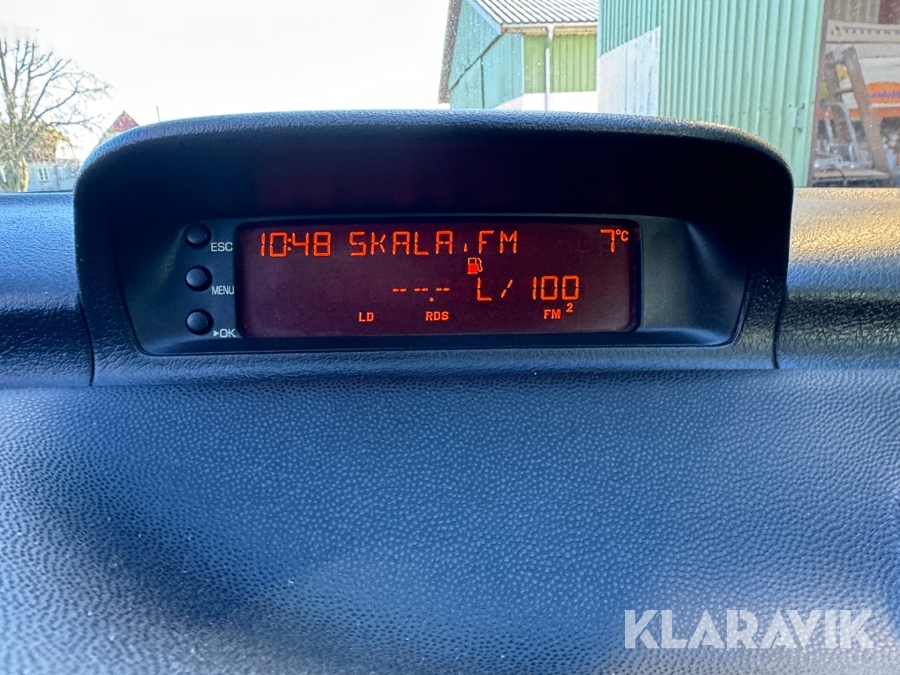 ESC 10:48 SKALA.FM 7°C
MENU --.-- L/100
▸OK LD RDS FM 2
KLARAVIK